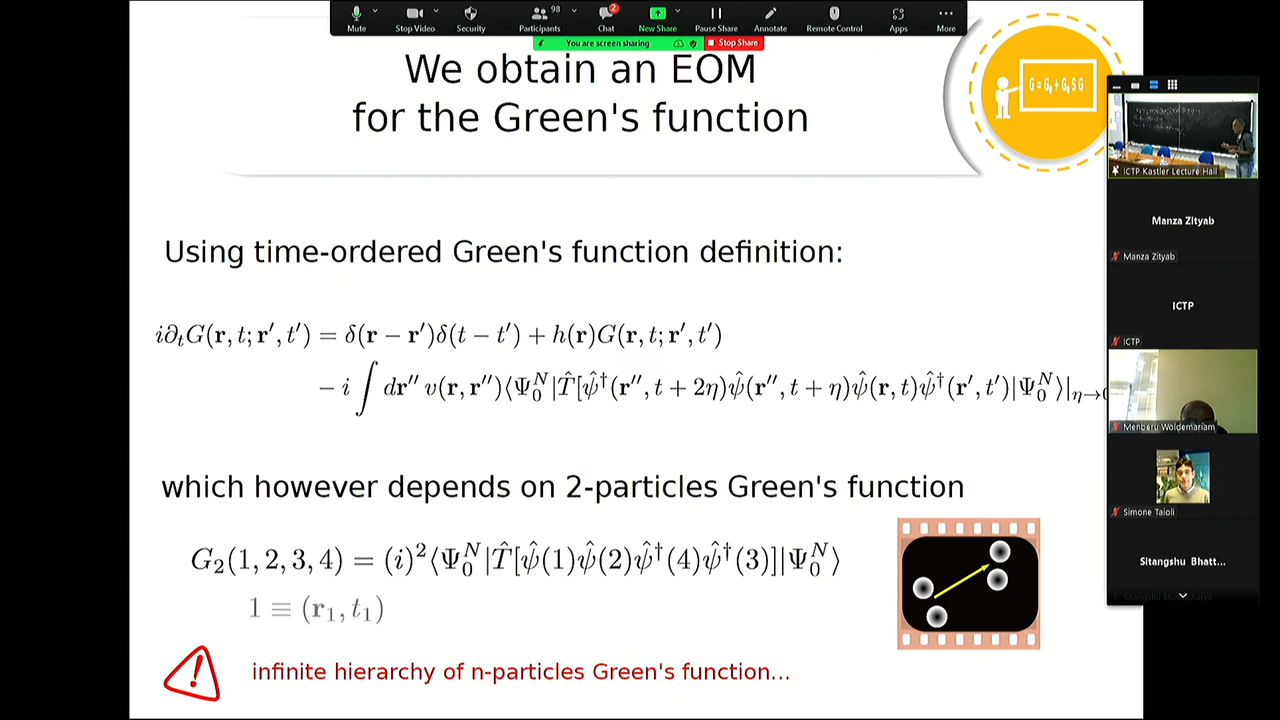 Mute
Stop Video
Security
Participants
98
Chat
2
New Share
Pause Share
Annotate
Remote Control
Apps
More
You are screen sharing
Stop Share
We obtain an EOM
for the Green's function
G = G₀ + G₀ S G
Using time-ordered Green's function definition:
i∂ₜG(r, t; r′, t′) = δ(r − r′)δ(t − t′) + h(r)G(r, t; r′, t′)
− i ∫ dr″ v(r, r″)⟨Ψ₀ᴺ|T̂[ψ̂†(r″, t + 2η)ψ̂(r″, t + η)ψ̂(r, t)ψ̂†(r′, t′)|Ψ₀ᴺ⟩|η→0
which however depends on 2-particles Green's function
G₂(1, 2, 3, 4) = (i)²⟨Ψ₀ᴺ|T̂[ψ̂(1)ψ̂(2)ψ̂†(4)ψ̂†(3)]|Ψ₀ᴺ⟩
1 ≡ (r₁, t₁)
!
infinite hierarchy of n-particles Green's function...
ICTP Kastler Lecture Hall
Manza Zityab
Manza Zityab
ICTP
ICTP
Menberu Woldemariam
Simone Taioli
Sitangshu Bhatt...